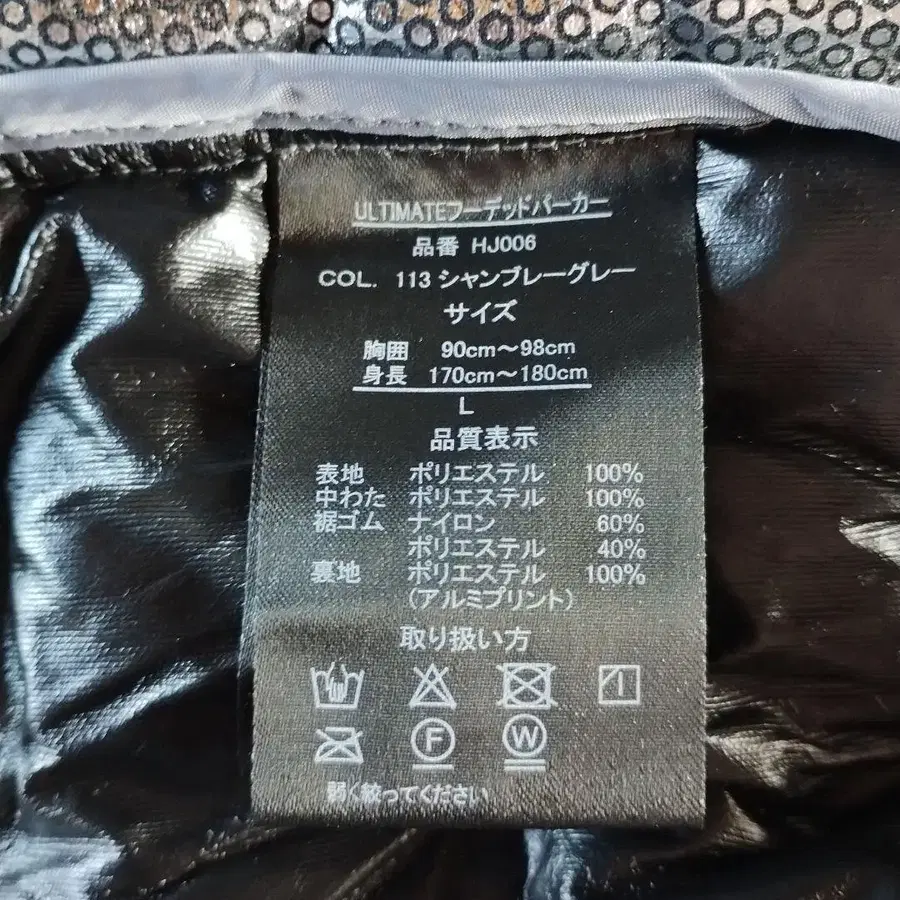 ULTIMATEフーデッドパーカー
品番 HJ006
COL. 113 シャンブレーグレー
サイズ
胸囲 90cm～98cm
身長 170cm～180cm
L
品質表示
表地 ポリエステル 100%
中わた ポリエステル 100%
裾ゴム ナイロン 60%
ポリエステル 40%
裏地 ポリエステル 100%
(アルミプリント)
取り扱い方
F W
弱く絞ってください